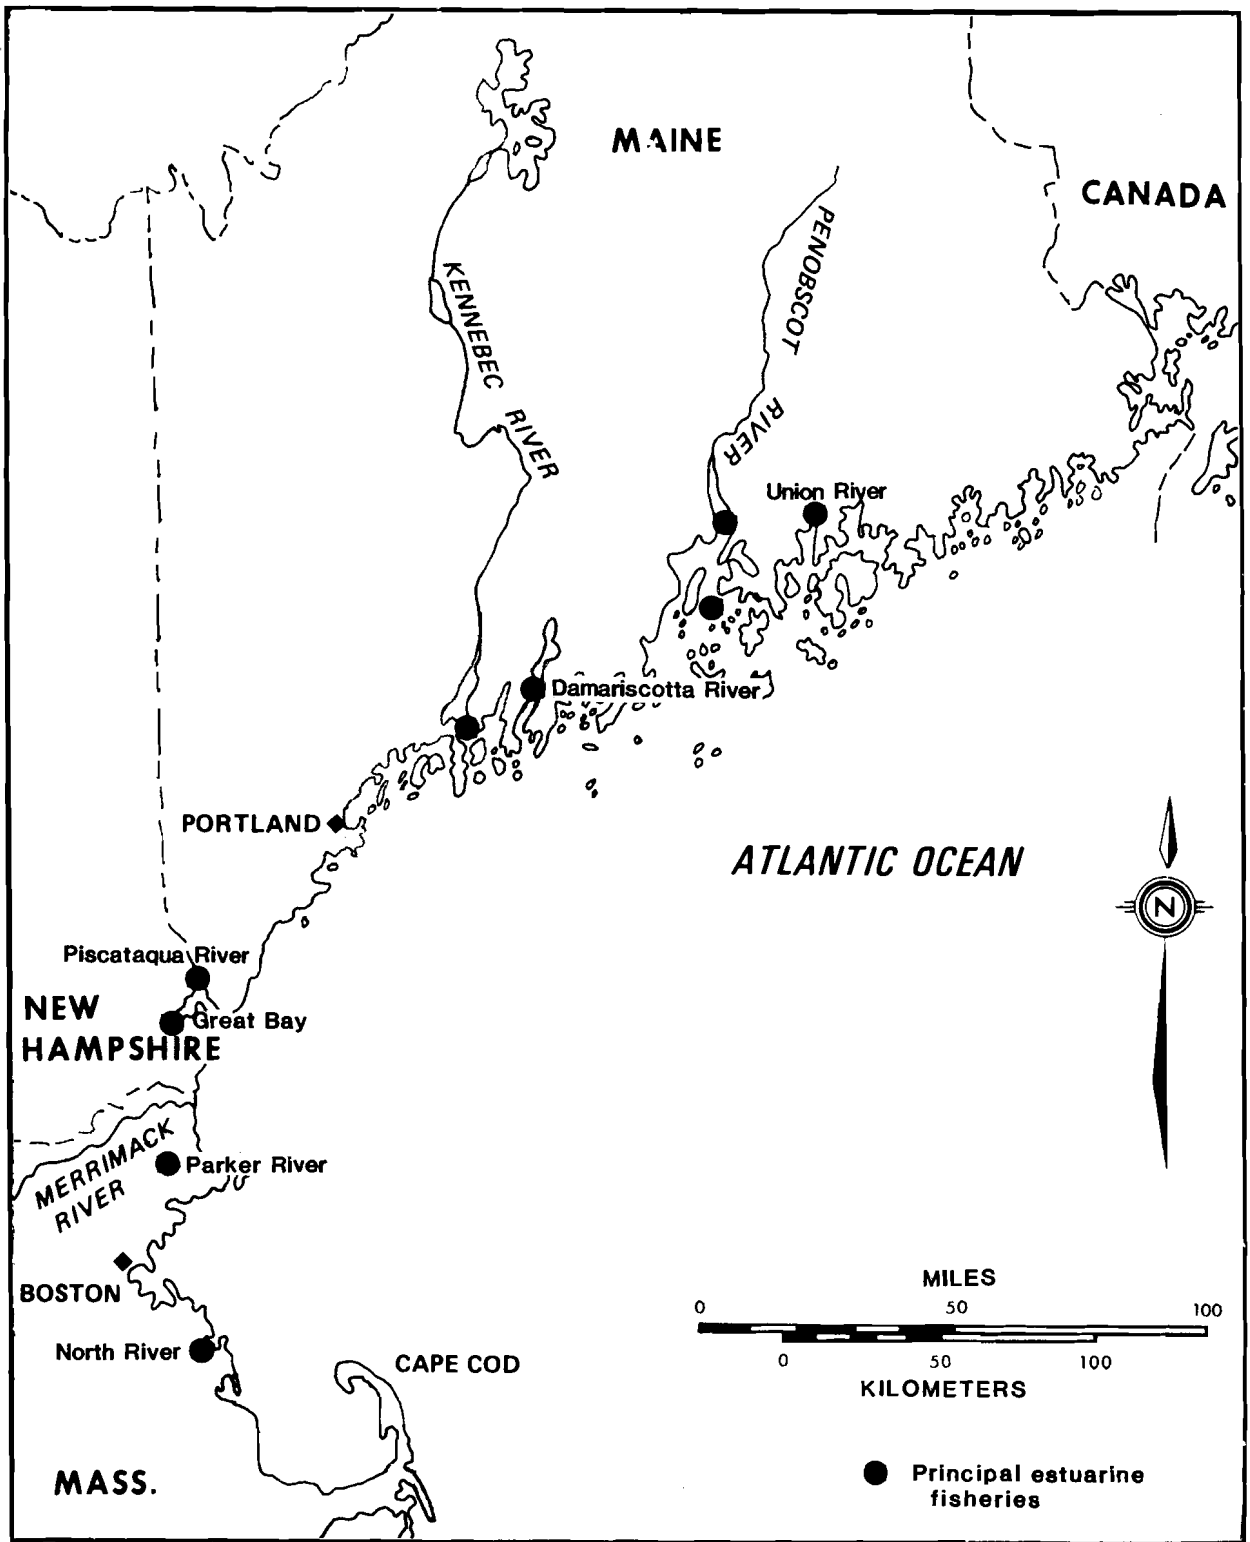 MAINE
CANADA
KENNEBEC RIVER
PENOBSCOT
RIVER
Union River
Damariscotta River
PORTLAND
ATLANTIC OCEAN
N
Piscataqua River
NEW
HAMPSHIRE
Great Bay
MERRIMACK
RIVER
Parker River
BOSTON
North River
CAPE COD
MASS.
MILES
0 50 100
0 50 100
KILOMETERS
Principal estuarine
fisheries